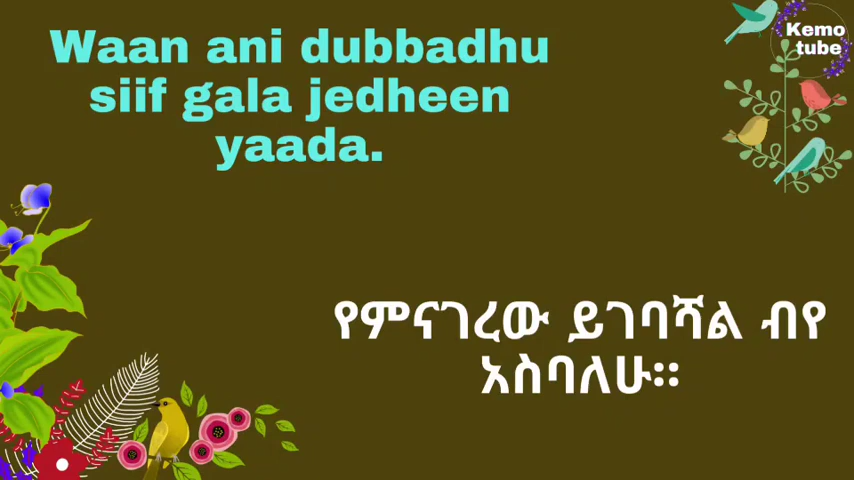 Waan ani dubbadhu
siif gala jedheen
yaada.
Kemo
tube
የምናገረው ይገባሻል ብየ
አስባለሁ።